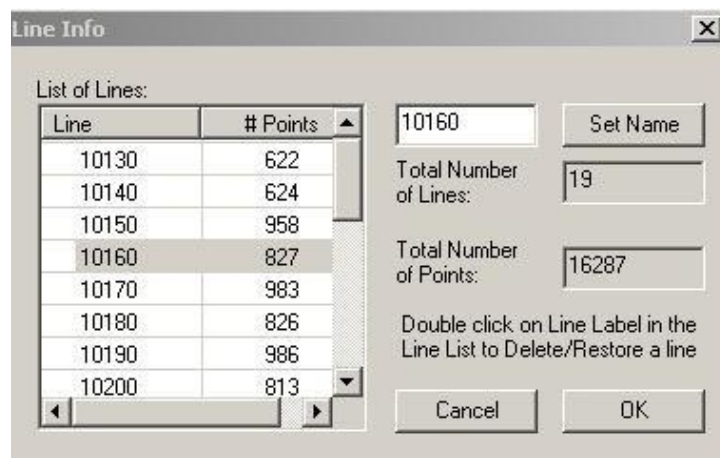 Line Info
List of Lines:
Line # Points
10130 622
10140 624
10150 958
10160 827
10170 983
10180 826
10190 986
10200 813
10160 Set Name
Total Number
of Lines: 19
Total Number
of Points: 16287
Double click on Line Label in the
Line List to Delete/Restore a line
Cancel OK